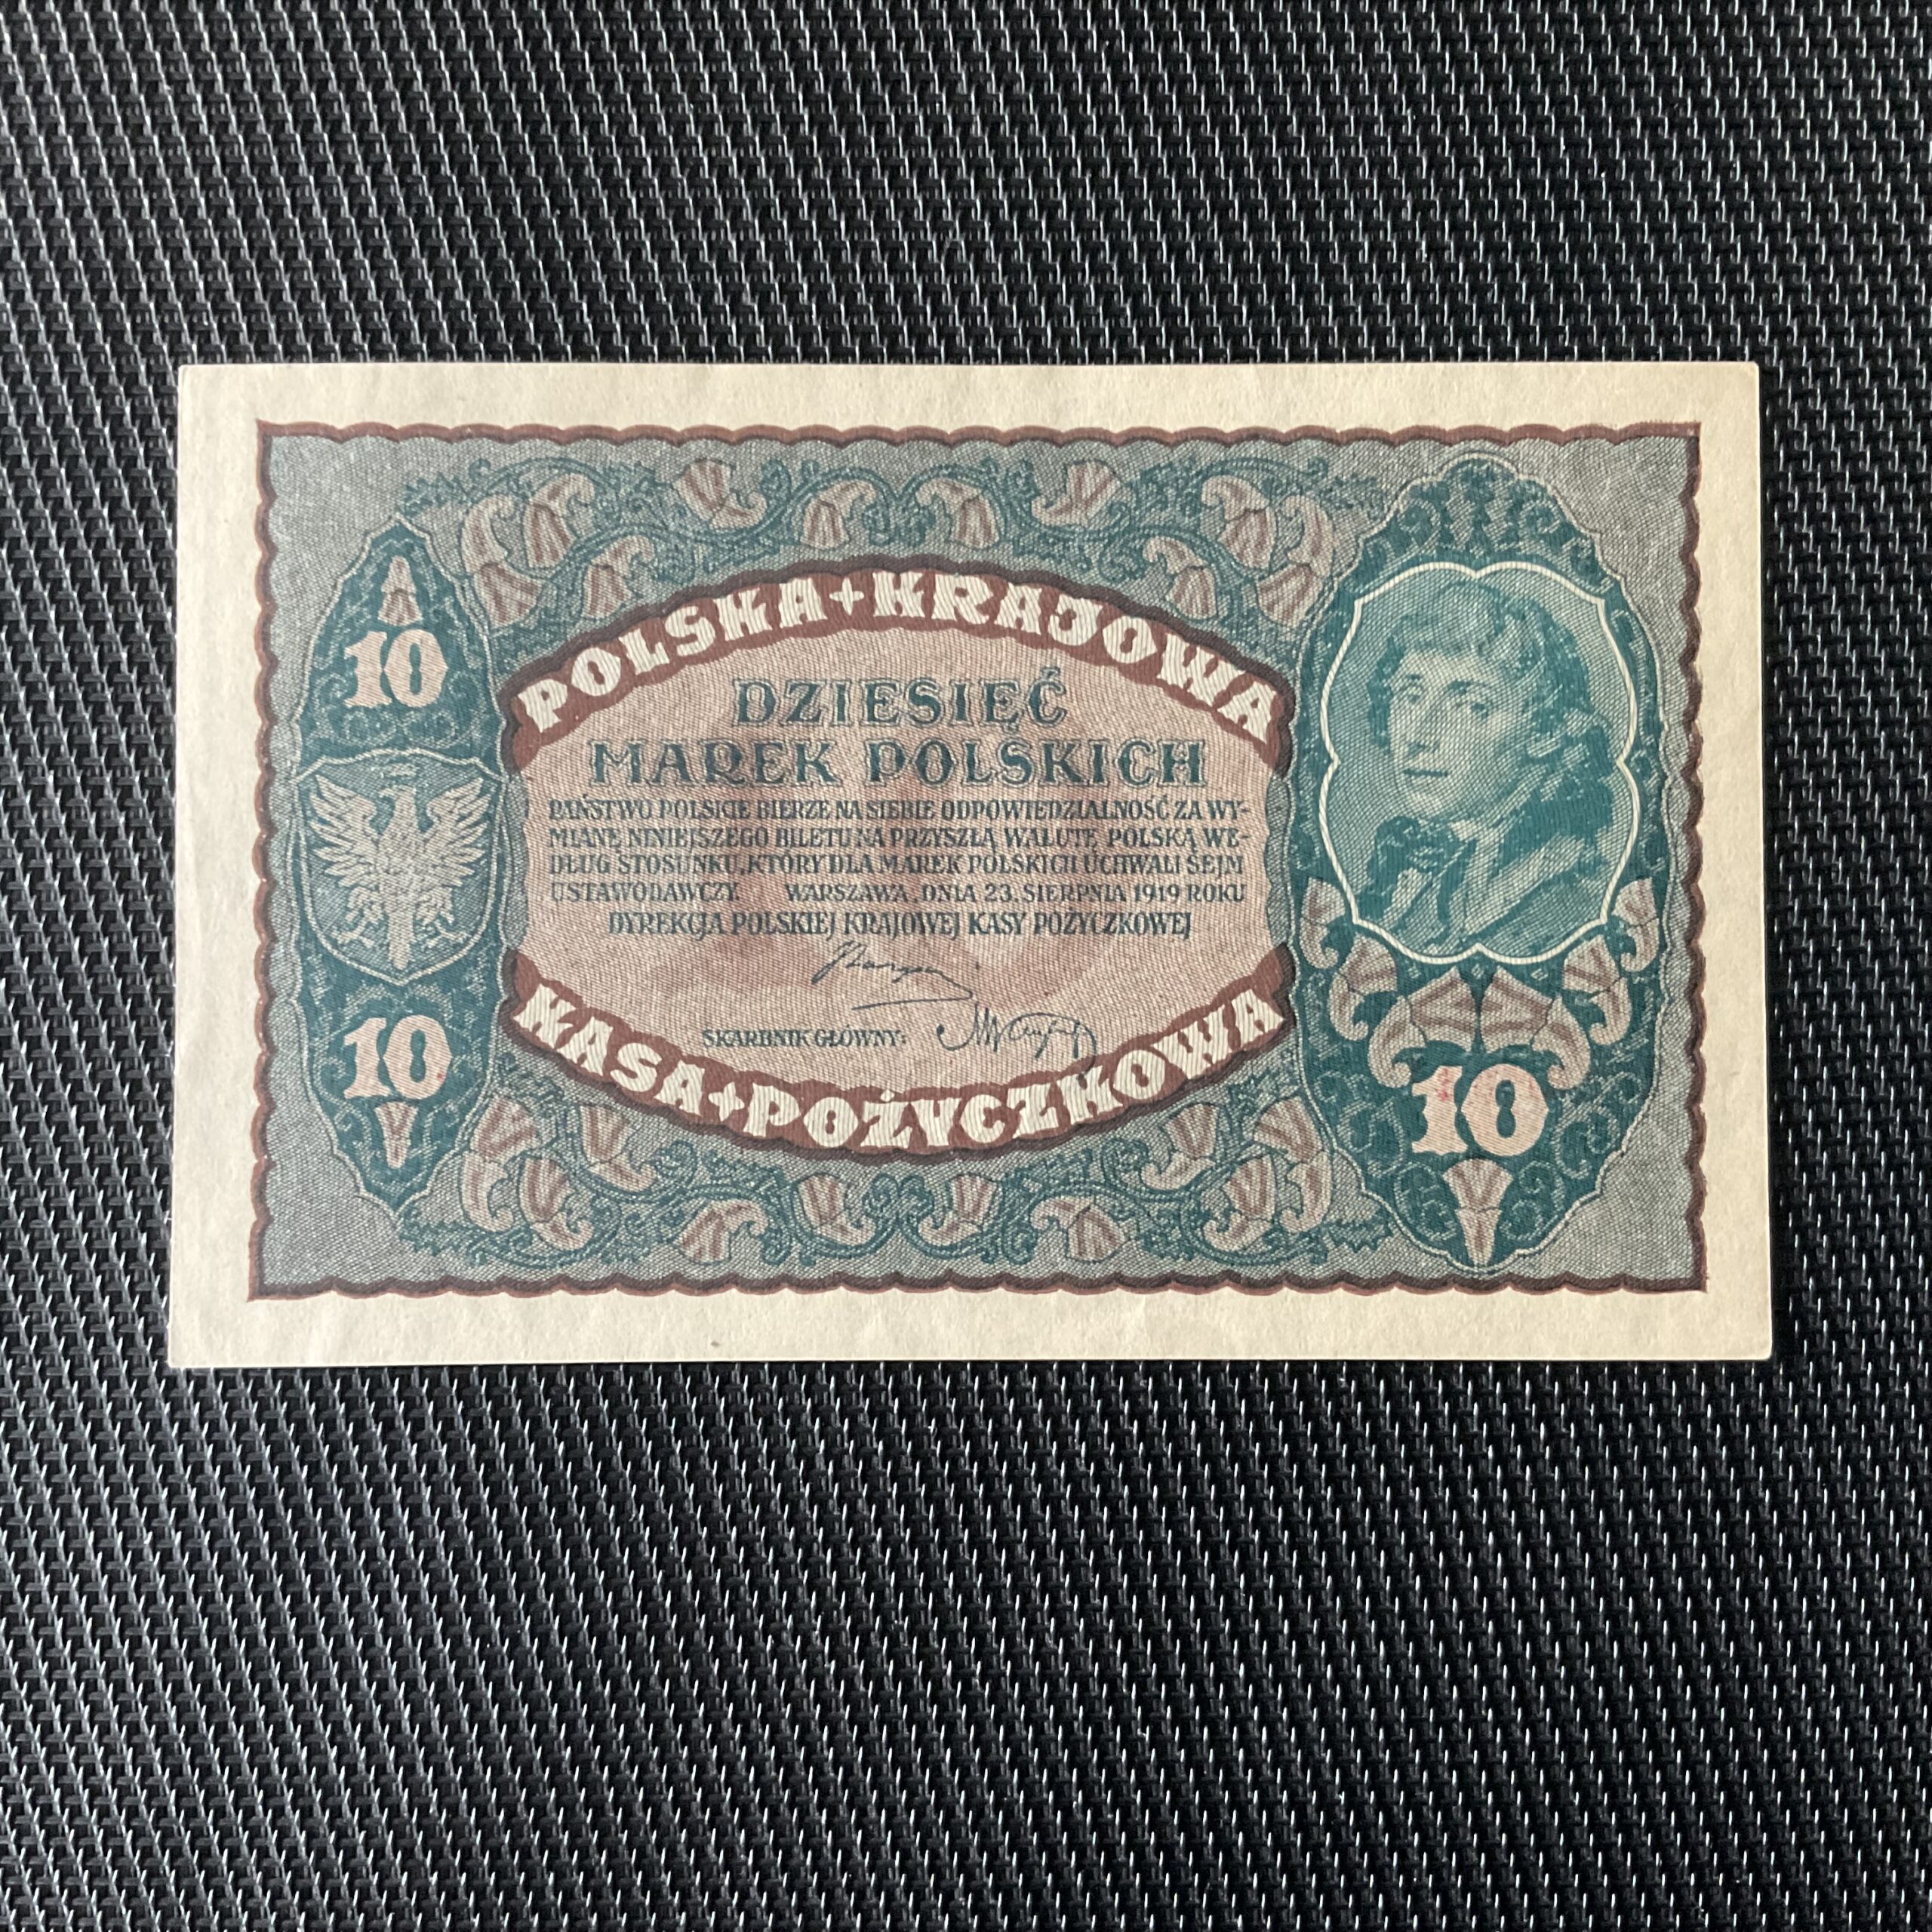 POLSKA+KRAJOWA
10
DZIESIĘĆ
MAREK POLSKICH
PAŃSTWO POLSKIE BIERZE NA SIEBIE ODPOWIEDZIALNOŚĆ ZA WY-
MIANĘ NINIEJSZEGO BILETU NA PRZYSZŁĄ WALUTĘ POLSKĄ WE-
DŁUG STOSUNKU, KTÓRY DLA MAREK POLSKICH UCHWALI SEJM
USTAWODAWCZY. WARSZAWA, DNIA 23. SIERPNIA 1919 ROKU
DYREKCJA POLSKIEJ KRAJOWEJ KASY POŻYCZKOWEJ
SKARBNIK GŁÓWNY:
10
KASA+POŻYCZKOWA
10